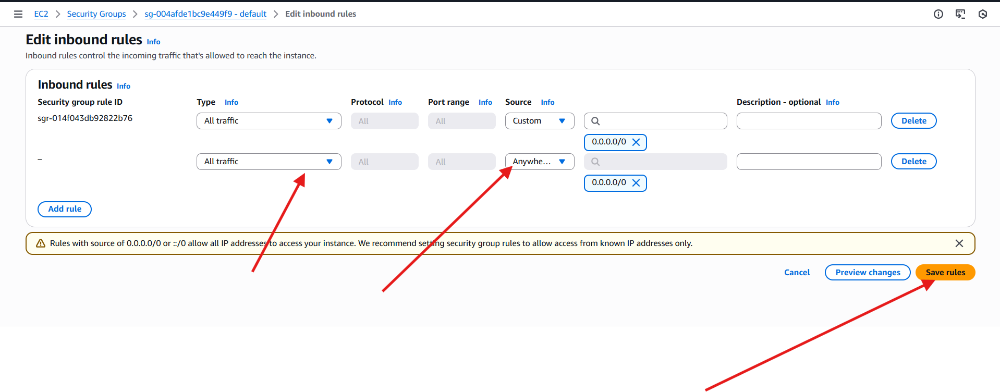 EC2 Security Groups sg-004afde1bc9e449f9 - default Edit inbound rules
Edit inbound rules Info
Inbound rules control the incoming traffic that's allowed to reach the instance.
Inbound rules Info
Security group rule ID Type Info Protocol Info Port range Info Source Info Description - optional Info
sgr-014f043db92822b76 All traffic All All Custom Delete
0.0.0.0/0
– All traffic All All Anywhe... Delete
0.0.0.0/0
Add rule
Rules with source of 0.0.0.0/0 or ::/0 allow all IP addresses to access your instance. We recommend setting security group rules to allow access from known IP addresses only.
Cancel Preview changes Save rules